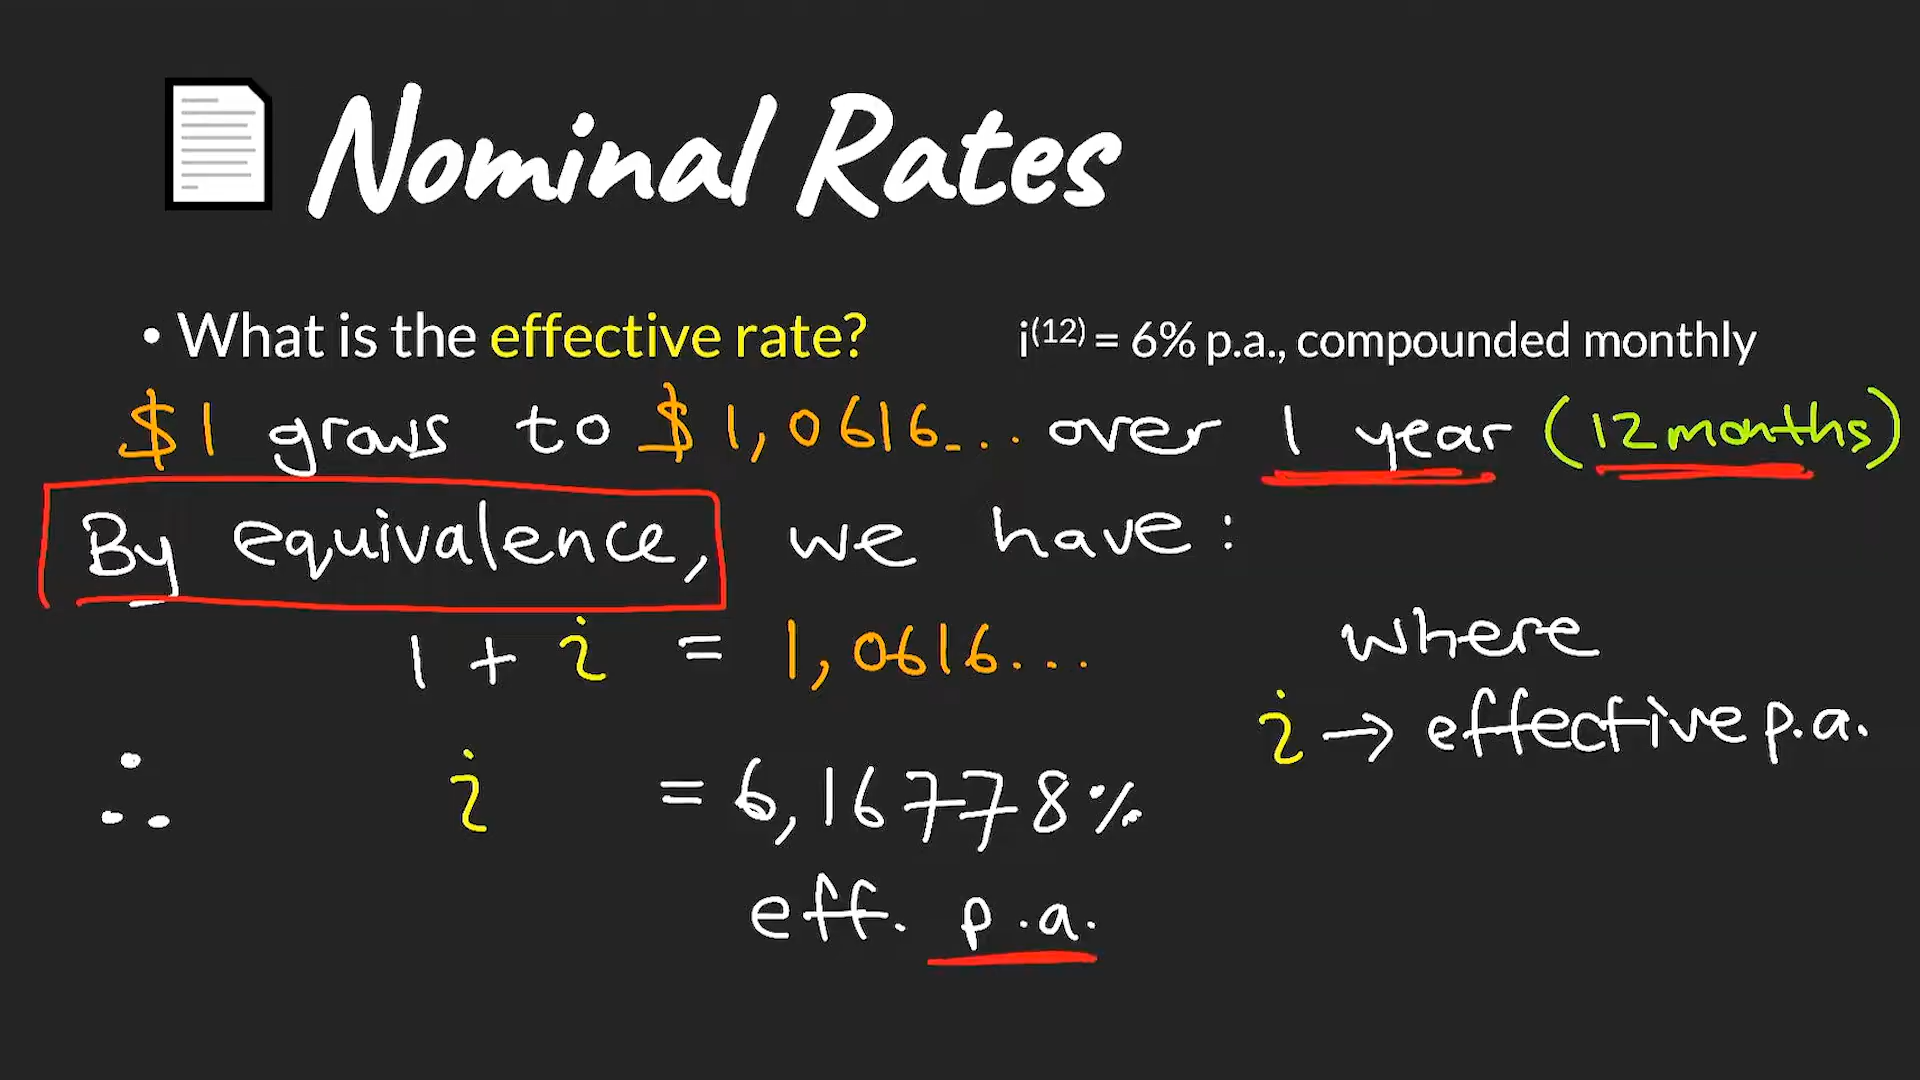 Nominal Rates
• What is the effective rate?
i⁽¹²⁾ = 6% p.a., compounded monthly
$1 grows to $1,0616... over 1 year (12 months)
By equivalence, we have:
1 + i = 1,0616...
where
i → effective p.a.
∴ i = 6,16778%
eff. p.a.